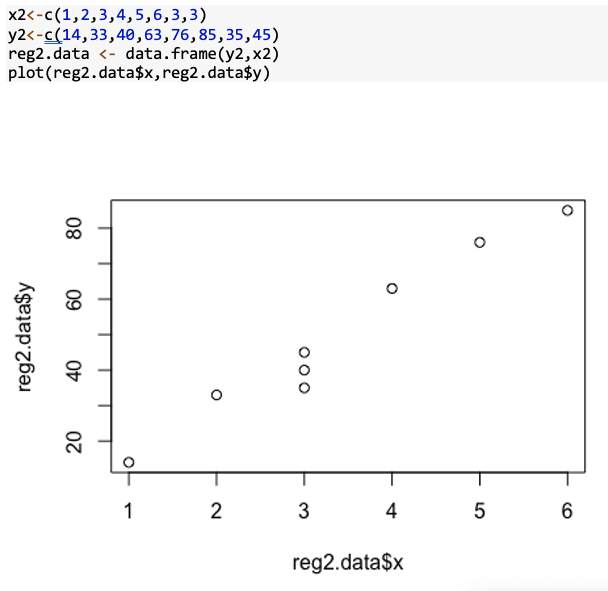 x2<-c(1,2,3,4,5,6,3,3)
y2<-c(14,33,40,63,76,85,35,45)
reg2.data <- data.frame(y2,x2)
plot(reg2.data$x,reg2.data$y)
80
60
40
20
reg2.data$y
1 2 3 4 5 6
reg2.data$x